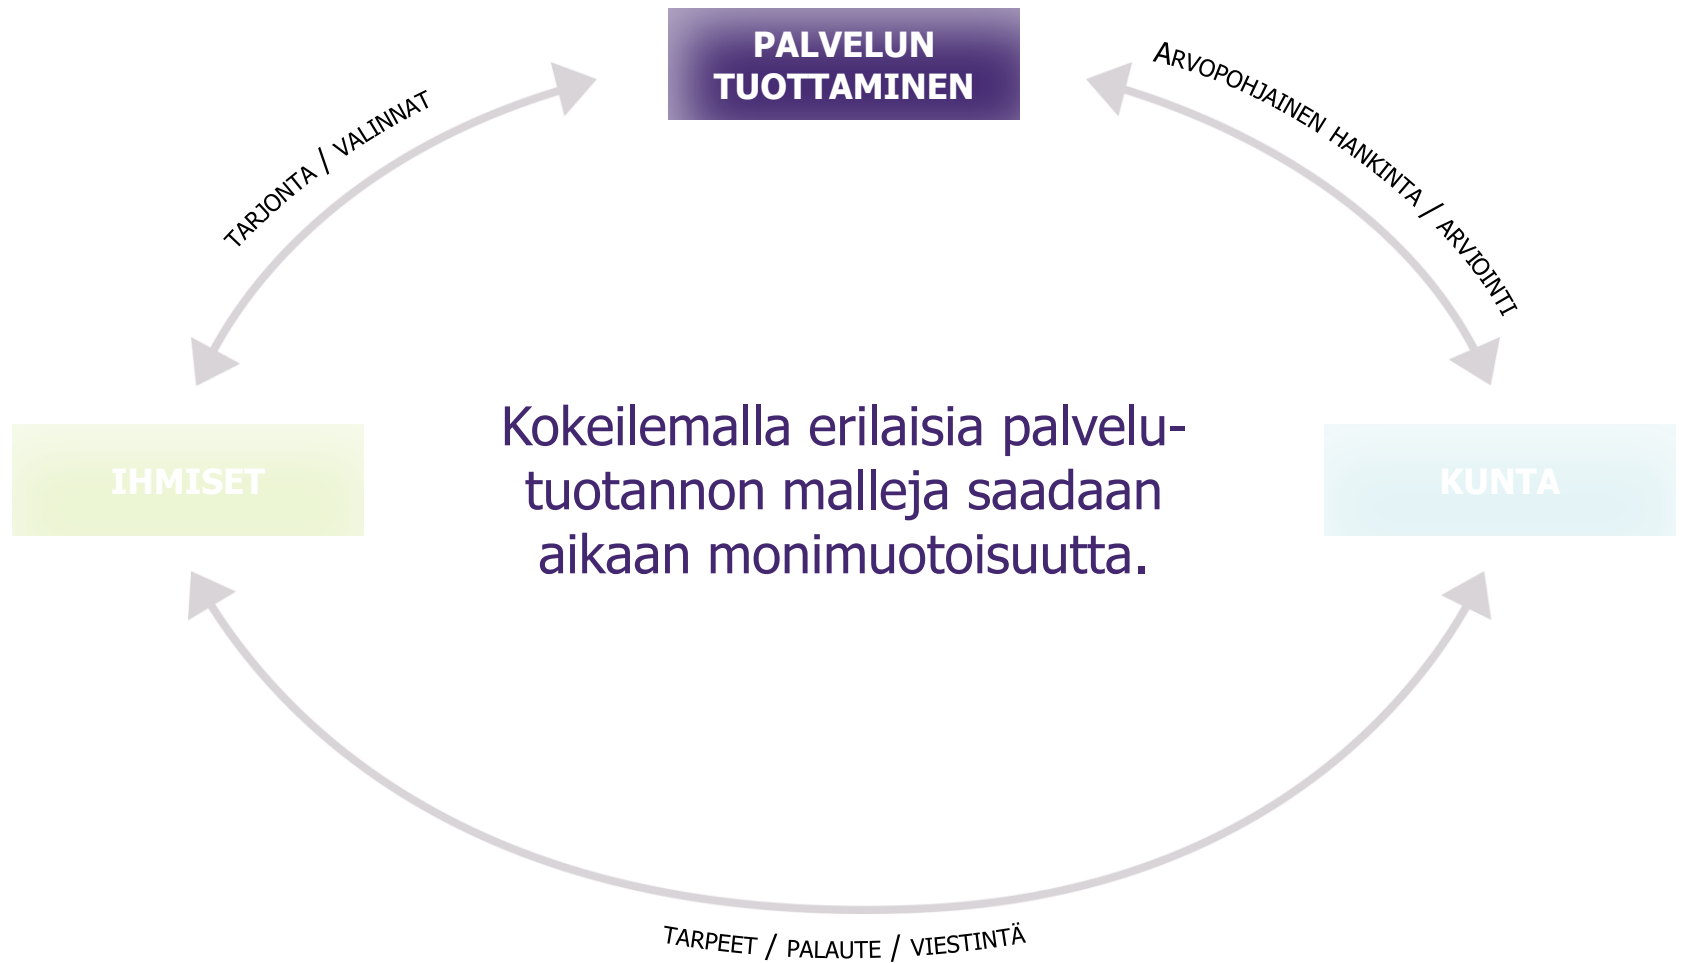 PALVELUN
TUOTTAMINEN
TARJONTA / VALINNAT
ARVOPOHJAINEN HANKINTA / ARVIOINTI
Kokeilemalla erilaisia palvelu-
tuotannon malleja saadaan
aikaan monimuotoisuutta.
IHMISET
KUNTA
TARPEET / PALAUTE / VIESTINTÄ